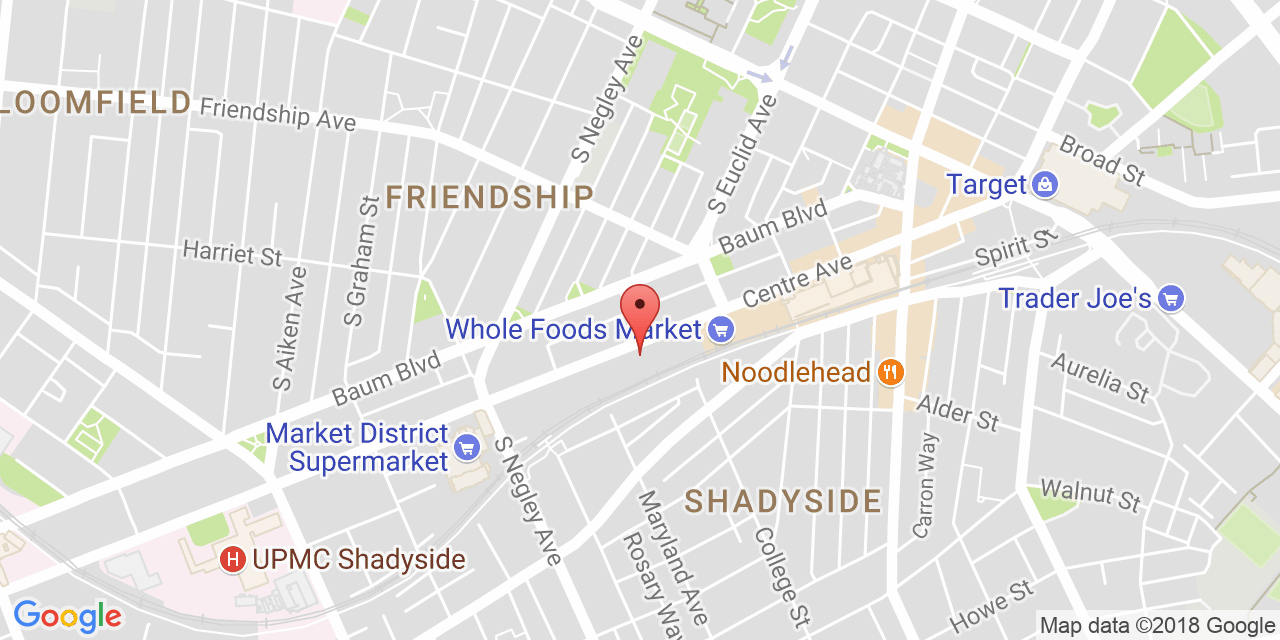 S Negley Ave
LOOMFIELD
Friendship Ave
S Euclid Ave
Broad St
FRIENDSHIP
Target
S Graham St
Baum Blvd
Harriet St
Spirit St
Centre Ave
S Aiken Ave
Trader Joe's
Whole Foods Market
Baum Blvd
Noodlehead
Aurelia St
Alder St
Market District
Supermarket
S Negley Ave
Carron Way
SHADYSIDE
Walnut St
Maryland Ave
College St
H UPMC Shadyside
Rosary Way
Howe St
Google
Map data ©2018 Google